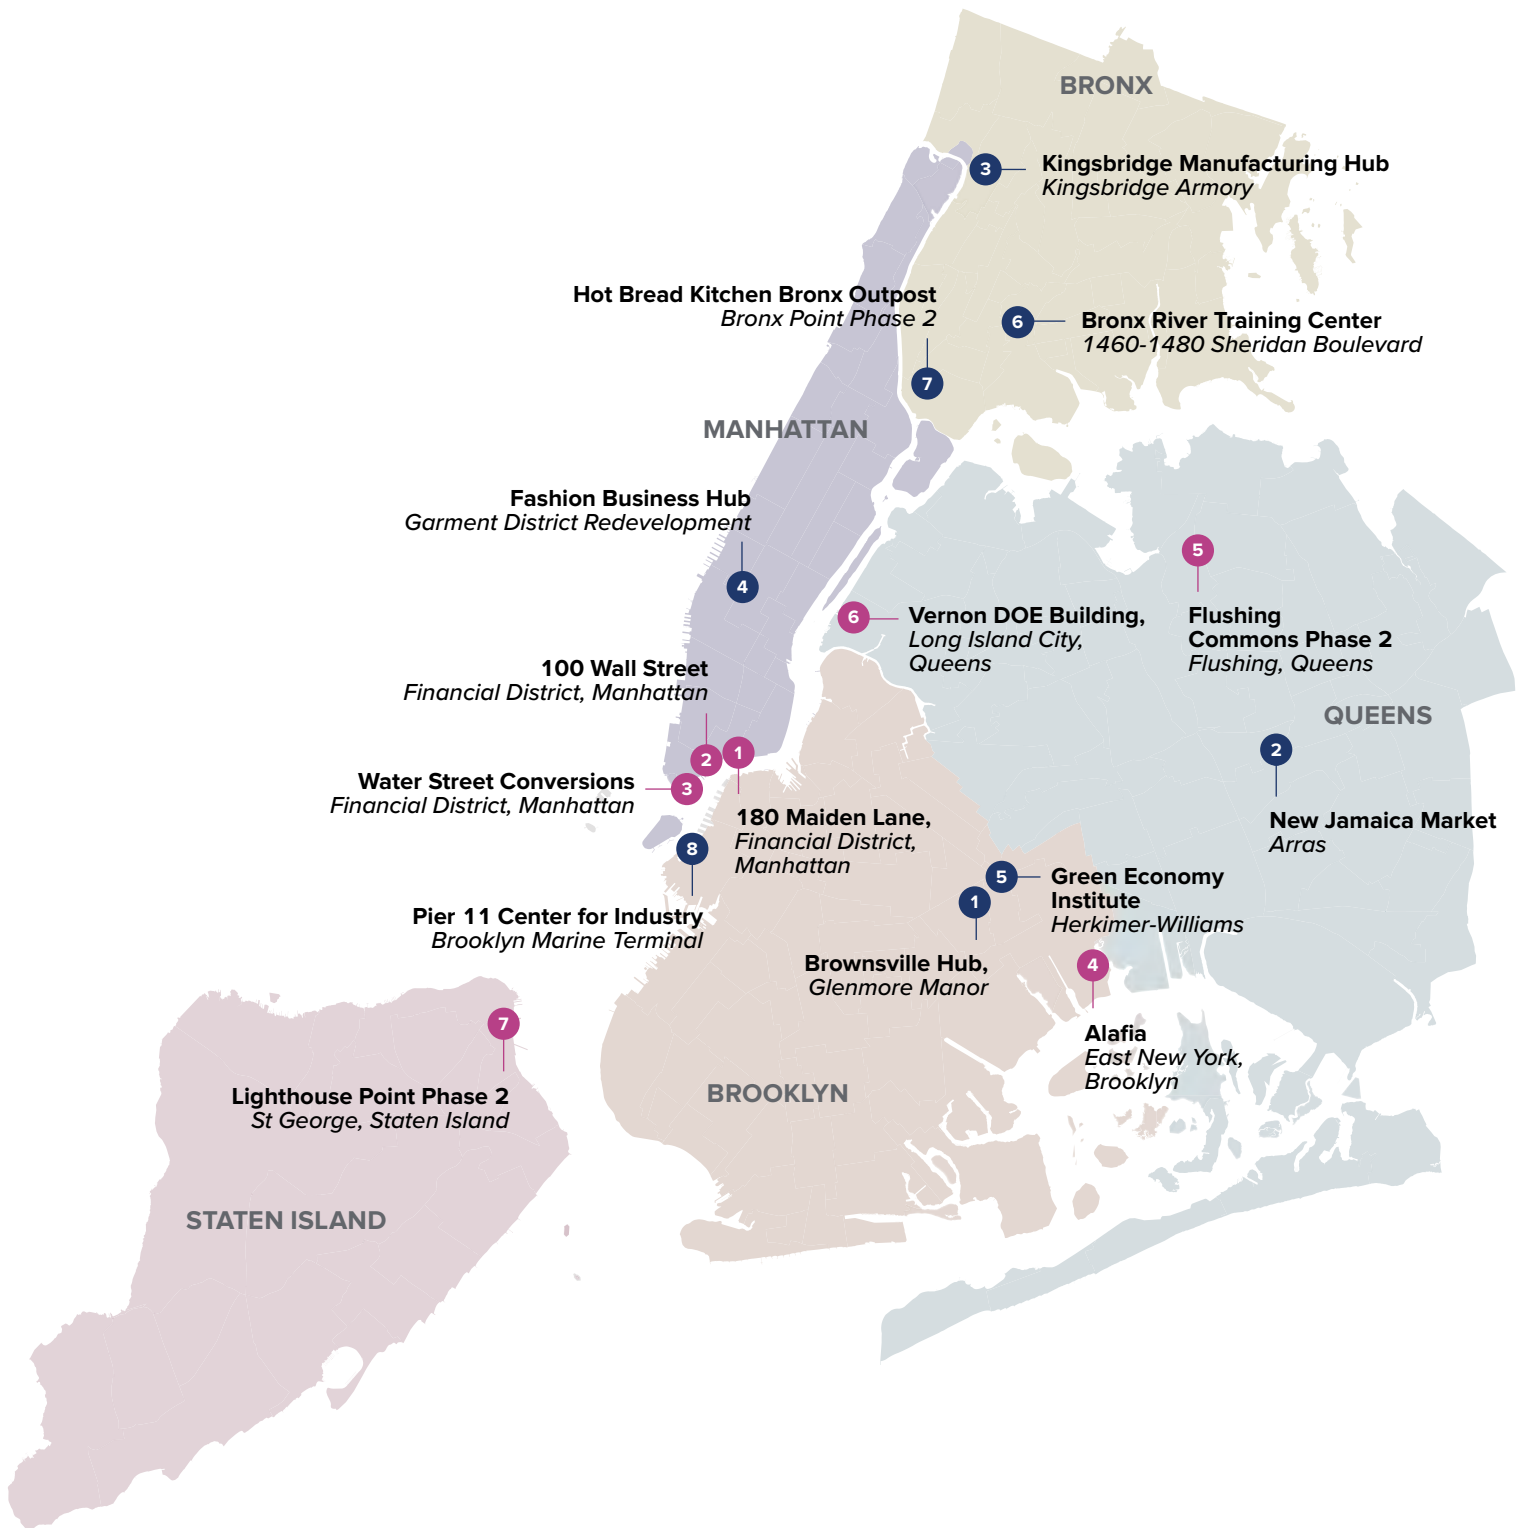 BRONX
3
Kingsbridge Manufacturing Hub
Kingsbridge Armory
Hot Bread Kitchen Bronx Outpost
Bronx Point Phase 2
6
Bronx River Training Center
1460-1480 Sheridan Boulevard
7
MANHATTAN
Fashion Business Hub
Garment District Redevelopment
4
5
Flushing
Commons Phase 2
Flushing, Queens
6
Vernon DOE Building,
Long Island City,
Queens
100 Wall Street
Financial District, Manhattan
QUEENS
2
1
2
New Jamaica Market
Arras
Water Street Conversions
Financial District, Manhattan
3
180 Maiden Lane,
Financial District,
Manhattan
8
Pier 11 Center for Industry
Brooklyn Marine Terminal
5
Green Economy
Institute
Herkimer-Williams
1
Brownsville Hub,
Glenmore Manor
4
Alafia
East New York,
Brooklyn
7
Lighthouse Point Phase 2
St George, Staten Island
BROOKLYN
STATEN ISLAND